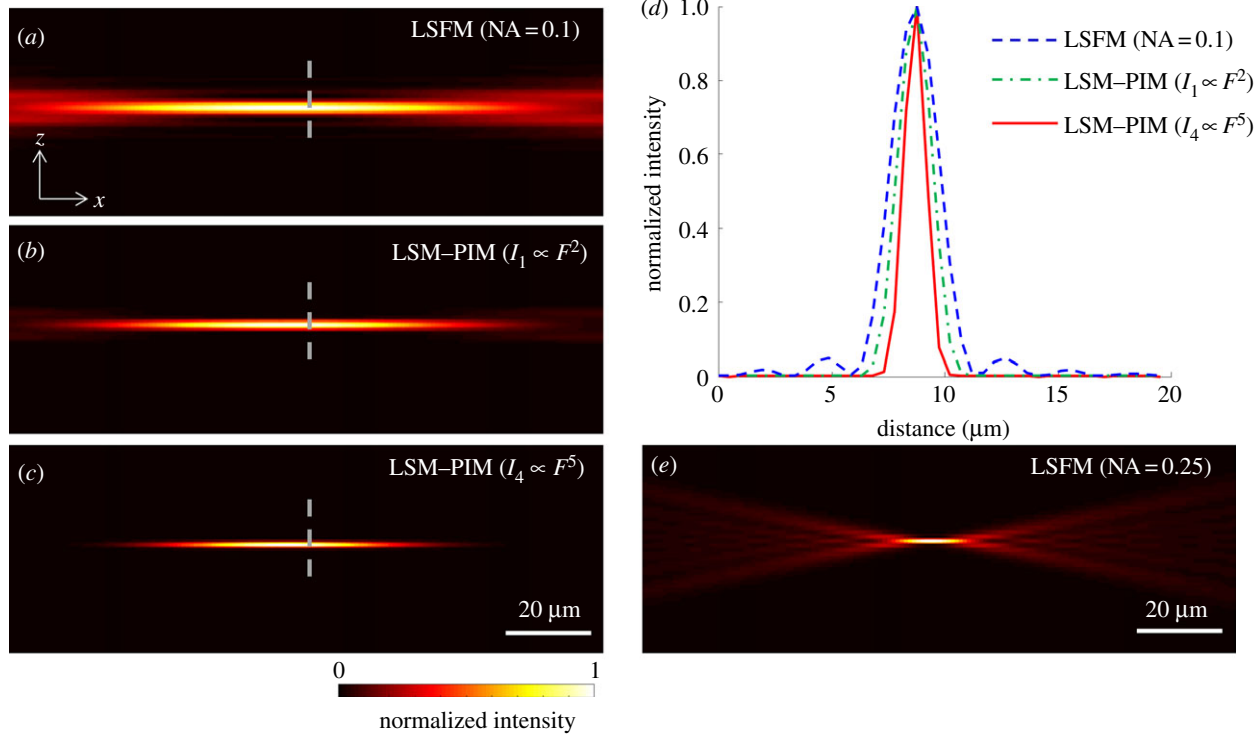 (a) LSFM (NA = 0.1)
z
x
(b) LSM–PIM (I₁ ∝ F²)
(c) LSM–PIM (I₄ ∝ F⁵)
20 μm
0 1
normalized intensity
(d)
LSFM (NA = 0.1)
LSM–PIM (I₁ ∝ F²)
LSM–PIM (I₄ ∝ F⁵)
normalized intensity
1.0
0.8
0.6
0.4
0.2
0
0 5 10 15 20
distance (μm)
(e) LSFM (NA = 0.25)
20 μm